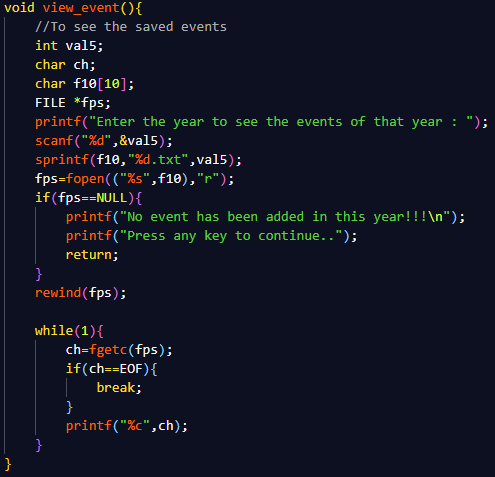 void view_event(){
    //To see the saved events
    int val5;
    char ch;
    char f10[10];
    FILE *fps;
    printf("Enter the year to see the events of that year : ");
    scanf("%d",&val5);
    sprintf(f10,"%d.txt",val5);
    fps=fopen(("%s",f10),"r");
    if(fps==NULL){
        printf("No event has been added in this year!!!\n");
        printf("Press any key to continue..");
        return;
    }
    rewind(fps);

    while(1){
        ch=fgetc(fps);
        if(ch==EOF){
            break;
        }
        printf("%c",ch);
    }
}